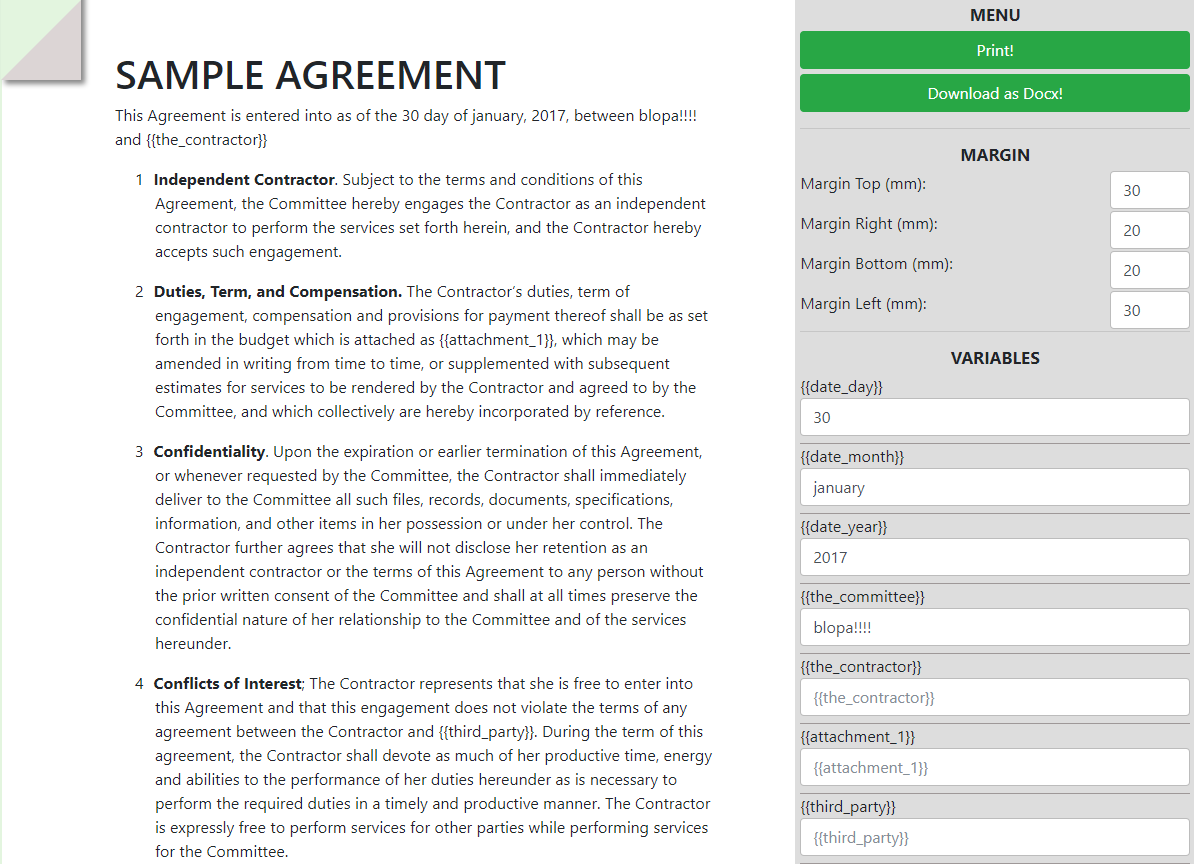 SAMPLE AGREEMENT
This Agreement is entered into as of the 30 day of january, 2017, between blopa!!!!
and {{the_contractor}}
1 Independent Contractor. Subject to the terms and conditions of this
Agreement, the Committee hereby engages the Contractor as an independent
contractor to perform the services set forth herein, and the Contractor hereby
accepts such engagement.
2 Duties, Term, and Compensation. The Contractor’s duties, term of
engagement, compensation and provisions for payment thereof shall be as set
forth in the budget which is attached as {{attachment_1}}, which may be
amended in writing from time to time, or supplemented with subsequent
estimates for services to be rendered by the Contractor and agreed to by the
Committee, and which collectively are hereby incorporated by reference.
3 Confidentiality. Upon the expiration or earlier termination of this Agreement,
or whenever requested by the Committee, the Contractor shall immediately
deliver to the Committee all such files, records, documents, specifications,
information, and other items in her possession or under her control. The
Contractor further agrees that she will not disclose her retention as an
independent contractor or the terms of this Agreement to any person without
the prior written consent of the Committee and shall at all times preserve the
confidential nature of her relationship to the Committee and of the services
hereunder.
4 Conflicts of Interest; The Contractor represents that she is free to enter into
this Agreement and that this engagement does not violate the terms of any
agreement between the Contractor and {{third_party}}. During the term of this
agreement, the Contractor shall devote as much of her productive time, energy
and abilities to the performance of her duties hereunder as is necessary to
perform the required duties in a timely and productive manner. The Contractor
is expressly free to perform services for other parties while performing services
for the Committee.
MENU
Print!
Download as Docx!
MARGIN
Margin Top (mm): 30
Margin Right (mm): 20
Margin Bottom (mm): 20
Margin Left (mm): 30
VARIABLES
{{date_day}}
30
{{date_month}}
january
{{date_year}}
2017
{{the_committee}}
blopa!!!!
{{the_contractor}}
{{the_contractor}}
{{attachment_1}}
{{attachment_1}}
{{third_party}}
{{third_party}}